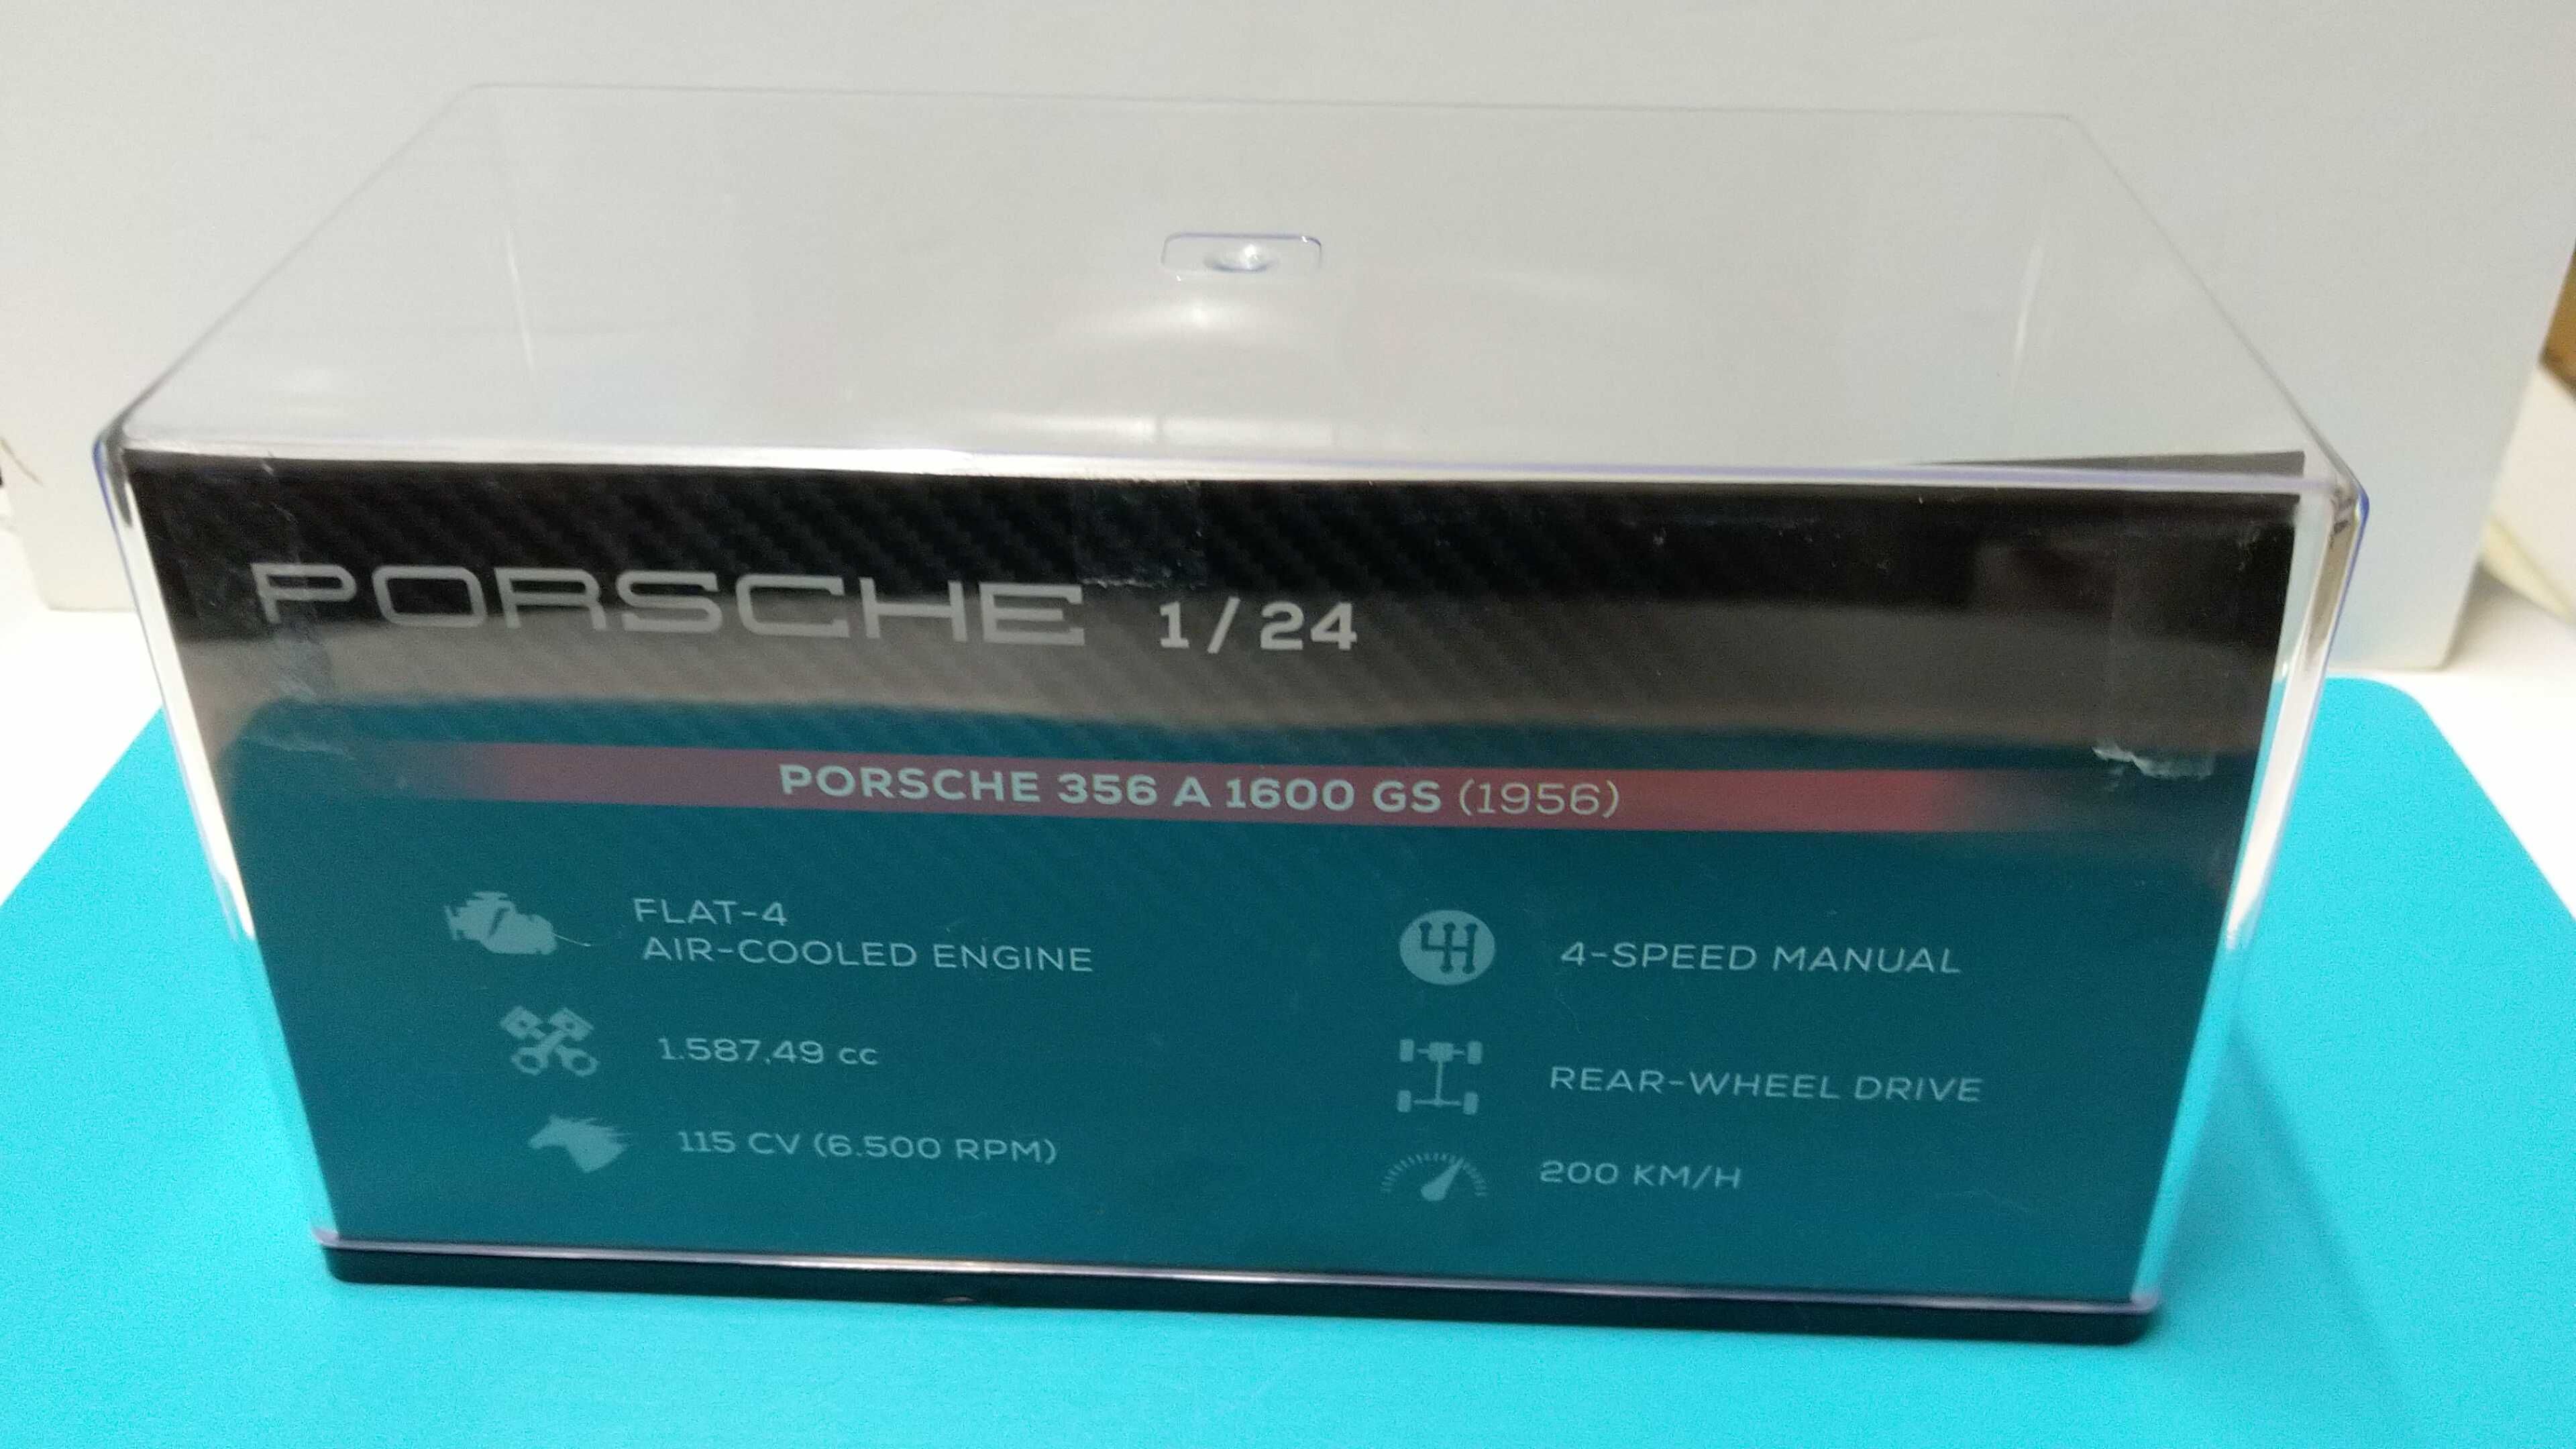 PORSCHE 1/24
PORSCHE 356 A 1600 GS (1956)
FLAT-4
AIR-COOLED ENGINE
1.587,49 cc
115 CV (6.500 RPM)
4-SPEED MANUAL
REAR-WHEEL DRIVE
200 KM/H